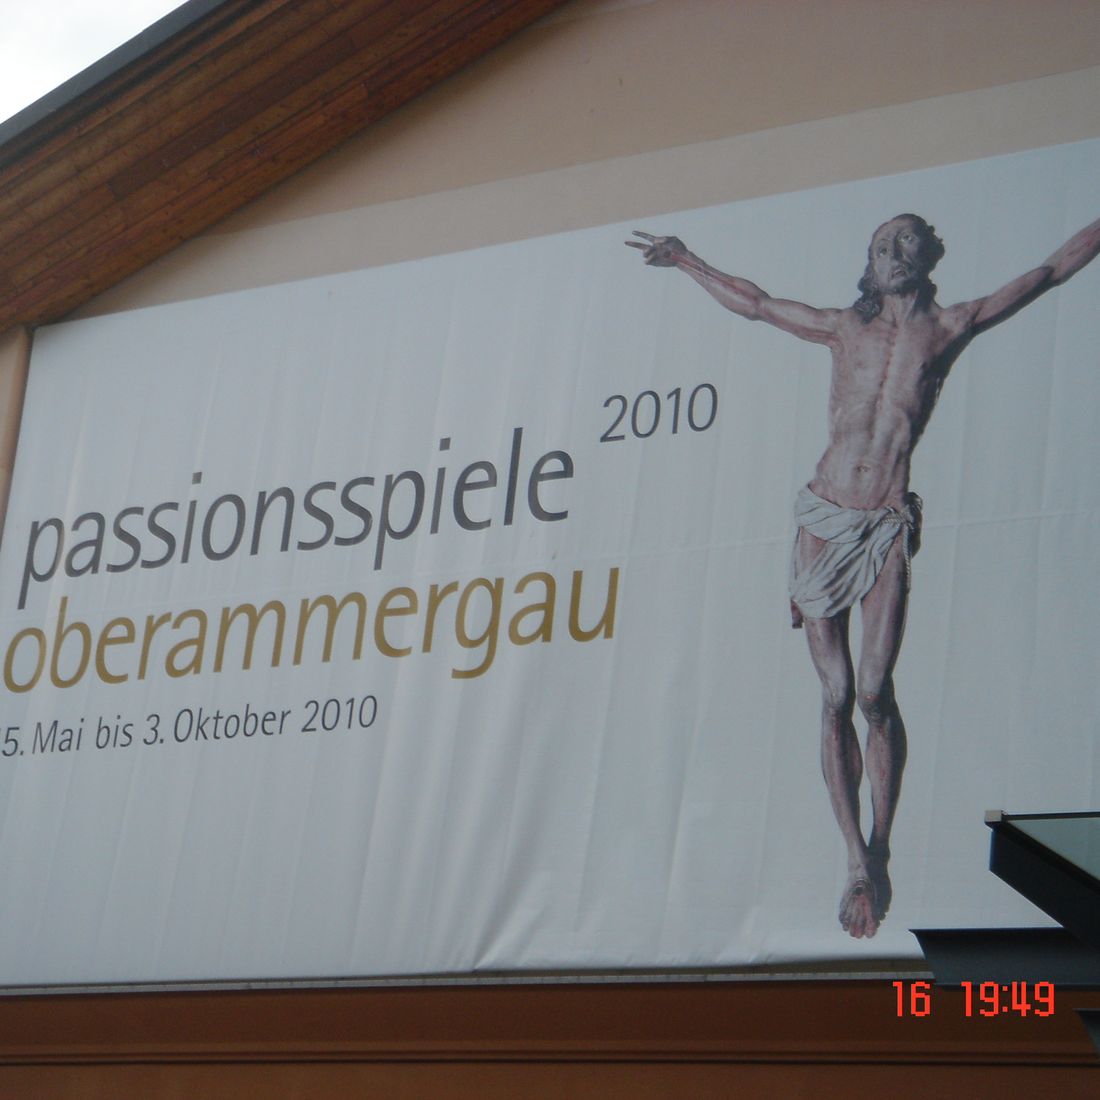 passionsspiele 2010
oberammergau
5. Mai bis 3. Oktober 2010
16 19:49